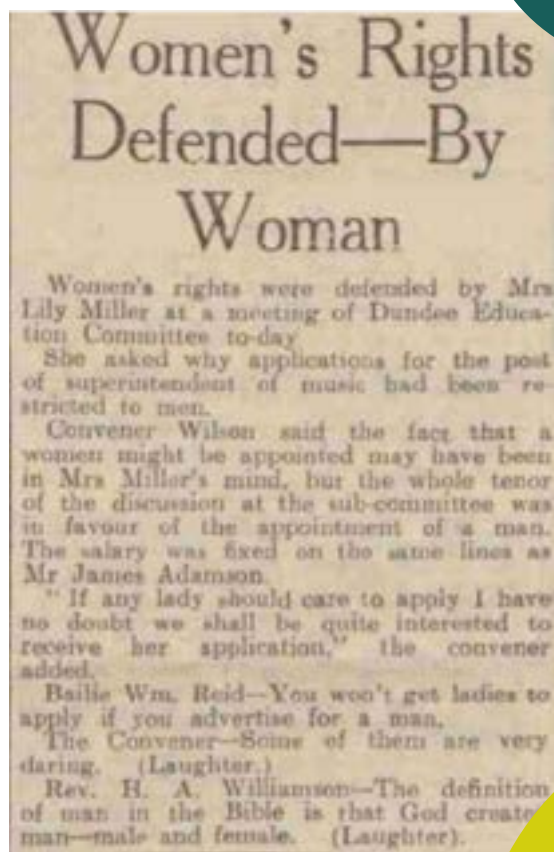 Women's Rights
Defended—By
Woman
Women's rights were defended by Mrs
Lily Miller at a meeting of Dundee Educa-
tion Committee to-day
She asked why applications for the post
of superintendent of music had been re-
stricted to men.
Convener Wilson said the fact that a
women might be appointed may have been
in Mrs Miller's mind, but the whole tenor
of the discussion at the sub-committee was
in favour of the appointment of a man.
The salary was fixed on the same lines as
Mr James Adamson.
" If any lady should care to apply I have
no doubt we shall be quite interested to
receive her application," the convener
added.
Bailie Wm. Reid—You won't get ladies to
apply if you advertise for a man.
The Convener—Some of them are very
daring. (Laughter.)
Rev. H. A. Williamson—The definition
of man in the Bible is that God created
man—male and female. (Laughter).